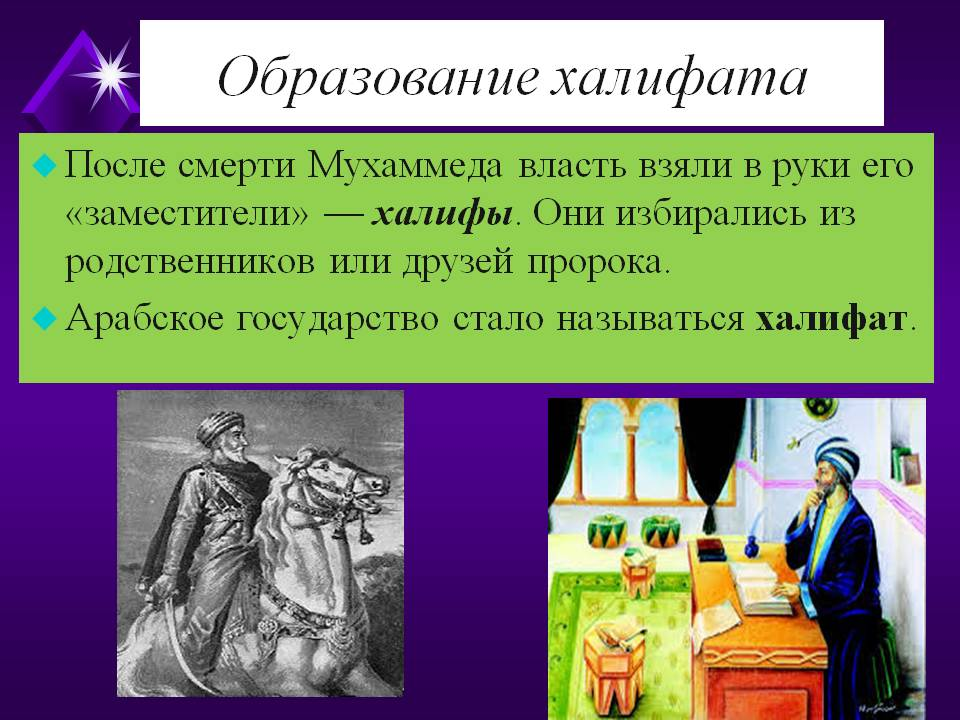 Образование халифата
После смерти Мухаммеда власть взяли в руки его
«заместители» — халифы. Они избирались из
родственников или друзей пророка.
Арабское государство стало называться халифат.